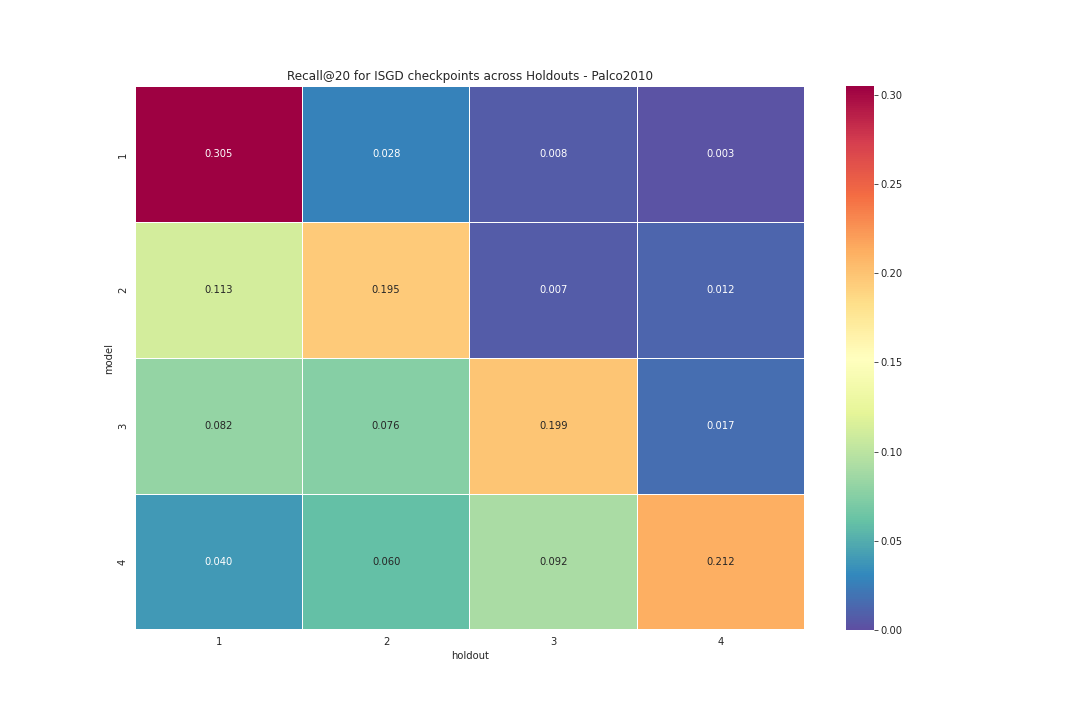 Recall@20 for ISGD checkpoints across Holdouts - Palco2010
0.305 0.028 0.008 0.003
0.113 0.195 0.007 0.012
0.082 0.076 0.199 0.017
0.040 0.060 0.092 0.212
1
2
3
4
model
1 2 3 4
holdout
0.30
0.25
0.20
0.15
0.10
0.05
0.00